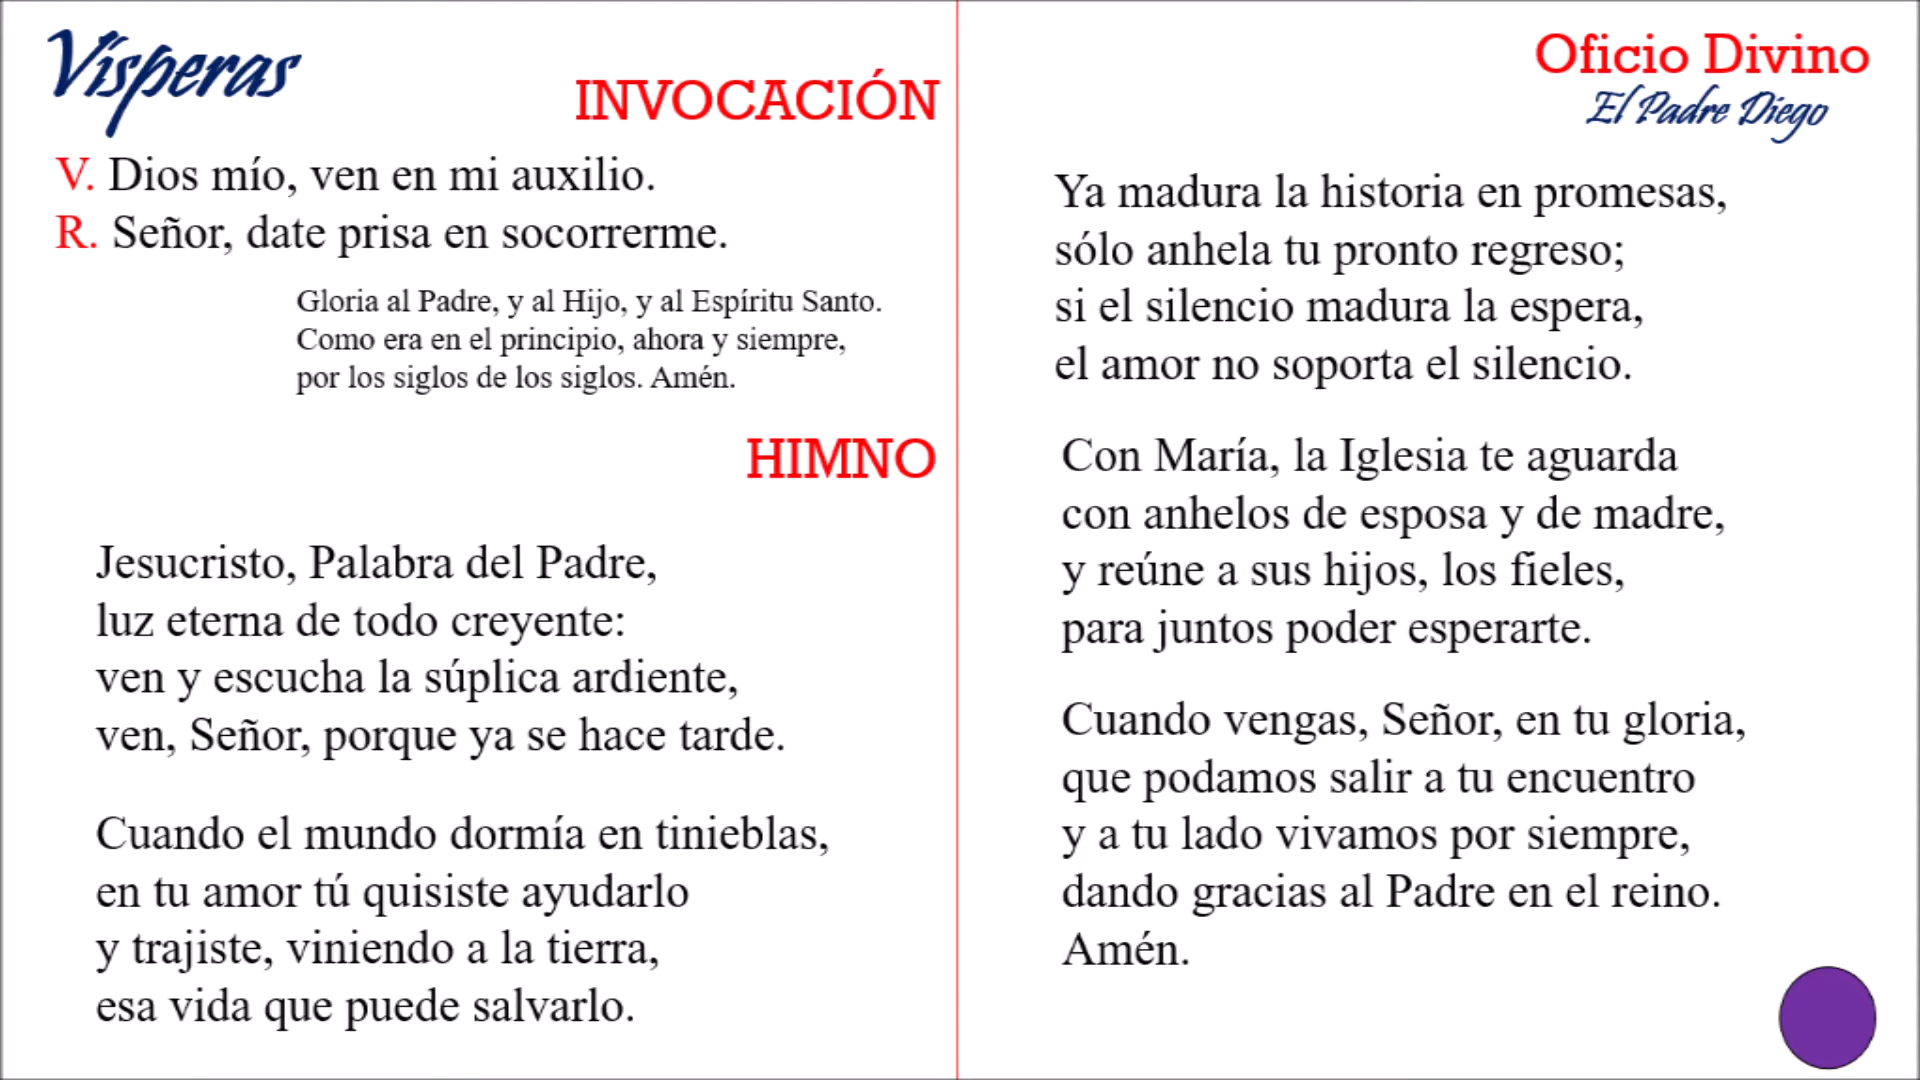 Vísperas
INVOCACIÓN
V. Dios mío, ven en mi auxilio.
R. Señor, date prisa en socorrerme.
Gloria al Padre, y al Hijo, y al Espíritu Santo.
Como era en el principio, ahora y siempre,
por los siglos de los siglos. Amén.
HIMNO
Jesucristo, Palabra del Padre,
luz eterna de todo creyente:
ven y escucha la súplica ardiente,
ven, Señor, porque ya se hace tarde.
Cuando el mundo dormía en tinieblas,
en tu amor tú quisiste ayudarlo
y trajiste, viniendo a la tierra,
esa vida que puede salvarlo.
Oficio Divino
El Padre Diego
Ya madura la historia en promesas,
sólo anhela tu pronto regreso;
si el silencio madura la espera,
el amor no soporta el silencio.
Con María, la Iglesia te aguarda
con anhelos de esposa y de madre,
y reúne a sus hijos, los fieles,
para juntos poder esperarte.
Cuando vengas, Señor, en tu gloria,
que podamos salir a tu encuentro
y a tu lado vivamos por siempre,
dando gracias al Padre en el reino.
Amén.